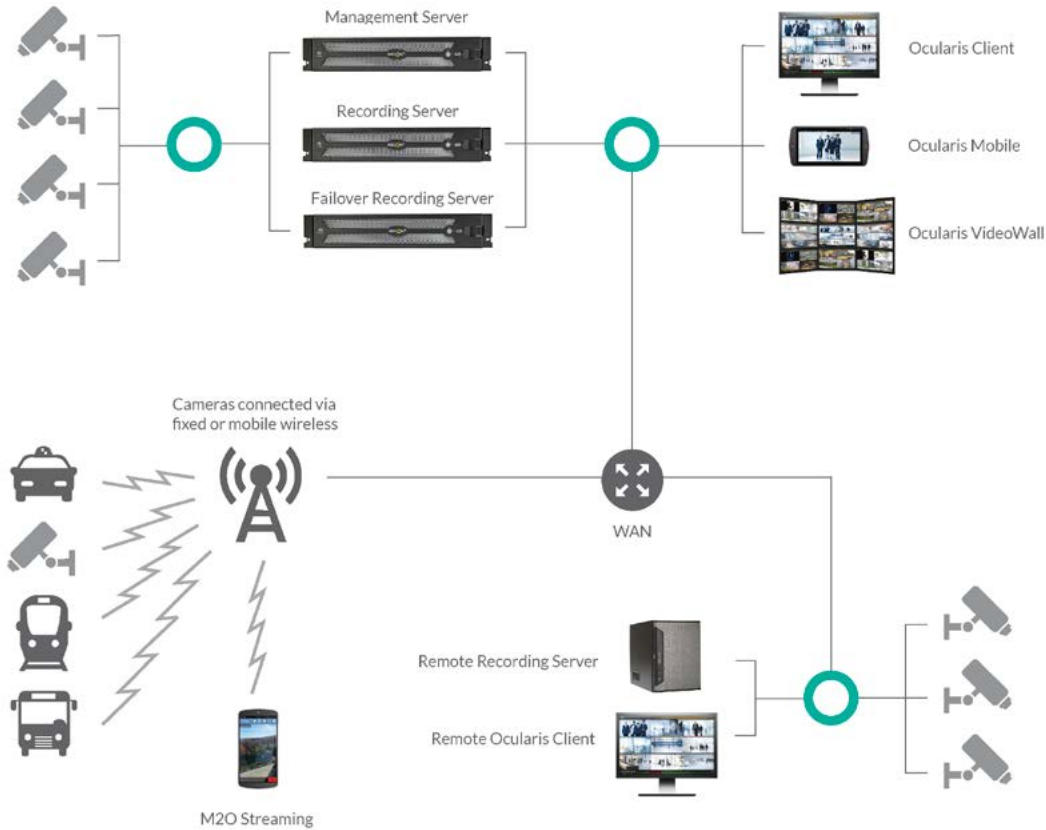 Management Server
Ocularis Client
Recording Server
Ocularis Mobile
Failover Recording Server
Ocularis VideoWall
Cameras connected via
fixed or mobile wireless
WAN
Remote Recording Server
Remote Ocularis Client
M2O Streaming